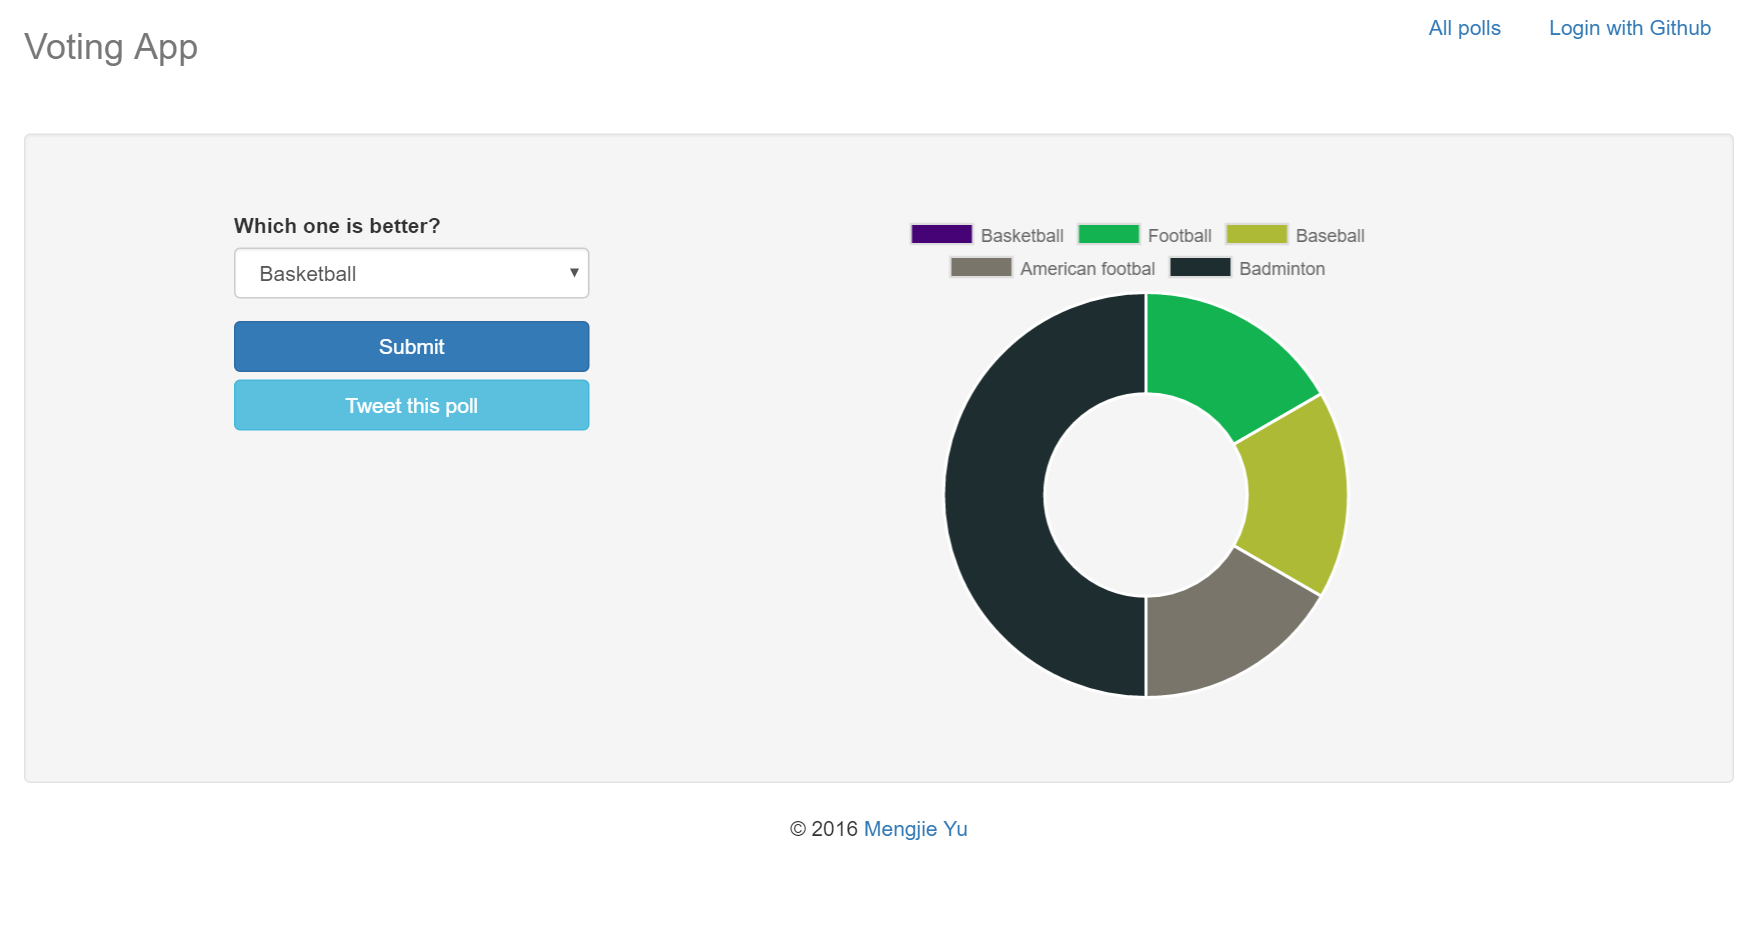 Voting App
All polls Login with Github
Which one is better?
Basketball
Submit
Tweet this poll
Basketball Football Baseball
American footbal Badminton
© 2016 Mengjie Yu